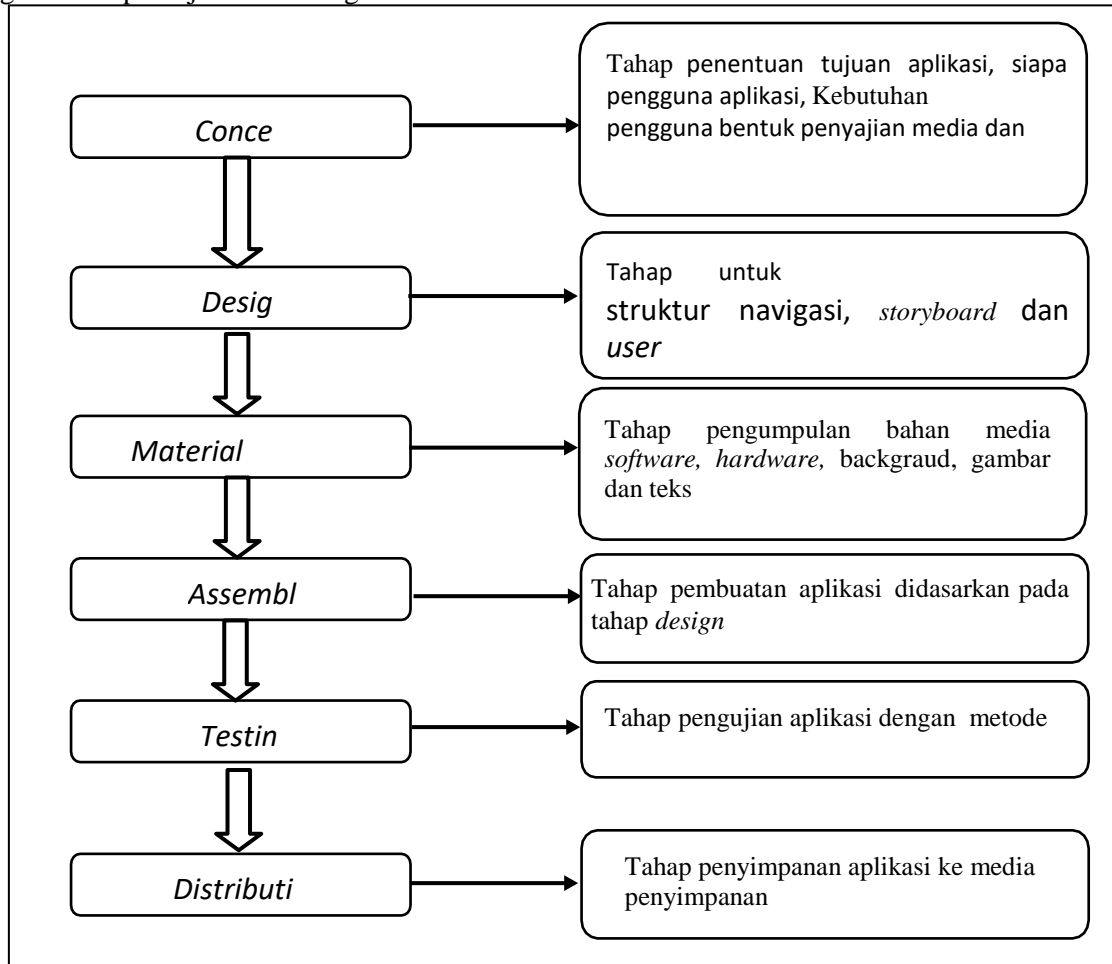 Conce
Tahap penentuan tujuan aplikasi, siapa
pengguna aplikasi, Kebutuhan
pengguna bentuk penyajian media dan
Desig
Tahap untuk
struktur navigasi, storyboard dan
user
Material
Tahap pengumpulan bahan media
software, hardware, backgraud, gambar
dan teks
Assembl
Tahap pembuatan aplikasi didasarkan pada
tahap design
Testin
Tahap pengujian aplikasi dengan metode
Distributi
Tahap penyimpanan aplikasi ke media
penyimpanan